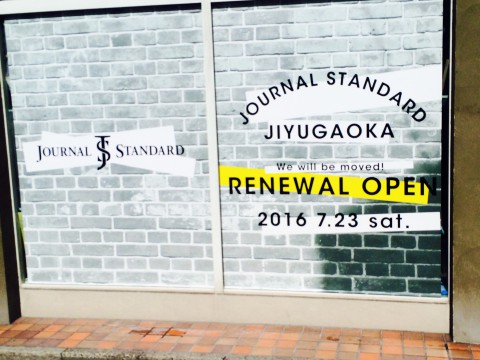 JOURNAL JS STANDARD
JOURNAL STANDARD
JIYUGAOKA
We will be moved!
RENEWAL OPEN
2016 7.23 sat.